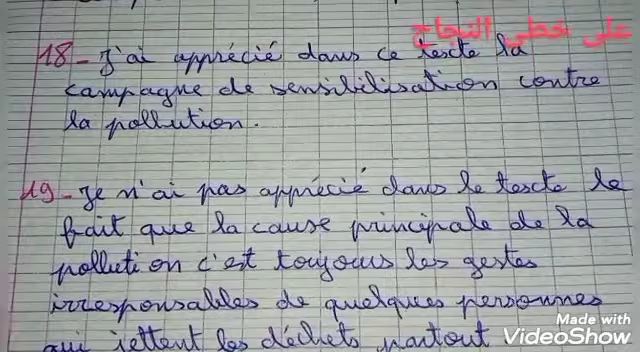 على خطى النجاح
18- J'ai apprécié dans ce texte la
campagne de sensibilisation contre
la pollution.
19- Je n'ai pas apprécié dans le texte le
fait que la cause principale de la
pollution c'est toujours les gestes
irresponsables de quelques personnes
qui jettent les déchets partout
Made with
VideoShow